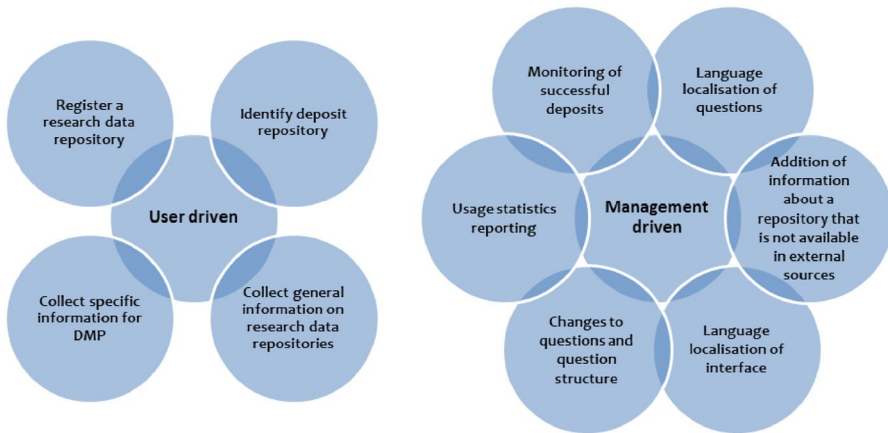 Register a
research data
repository
Identify deposit
repository
User driven
Collect specific
information for
DMP
Collect general
information on
research data
repositories
Monitoring of
successful
deposits
Language
localisation of
questions
Usage statistics
reporting
Management
driven
Addition of
information
about a
repository that
is not available
in external
sources
Changes to
questions and
question
structure
Language
localisation of
interface